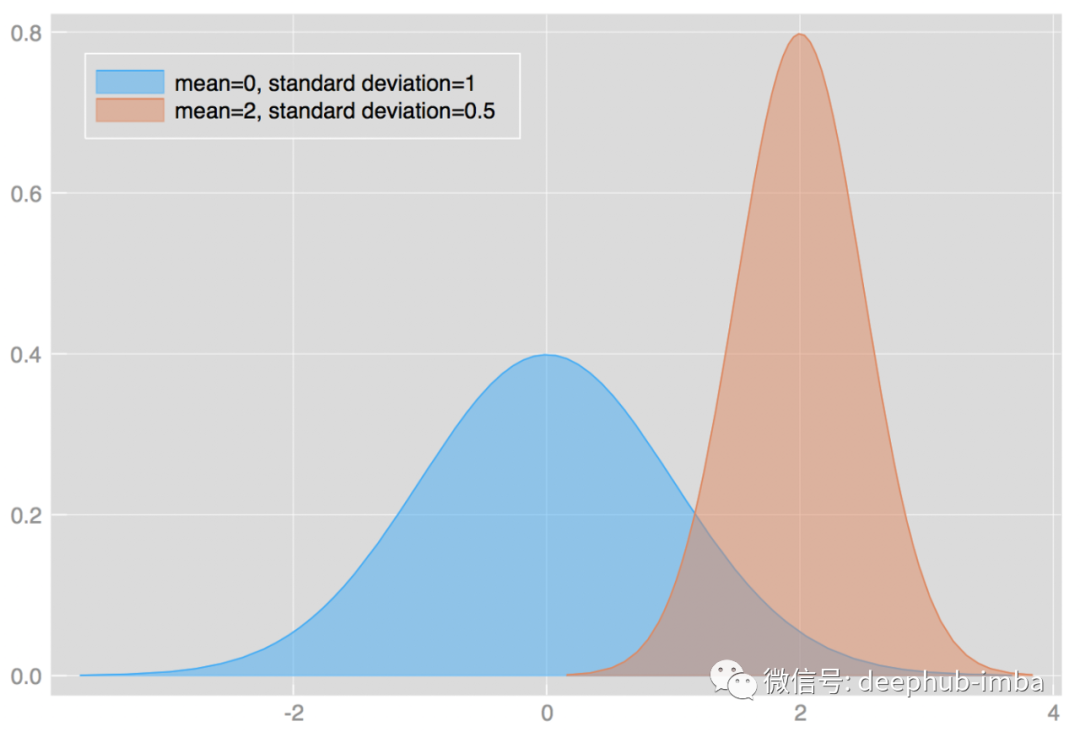 0.8
mean=0, standard deviation=1
mean=2, standard deviation=0.5
0.6
0.4
0.2
0.0
微信号: deephub-imba
-2 0 2 4